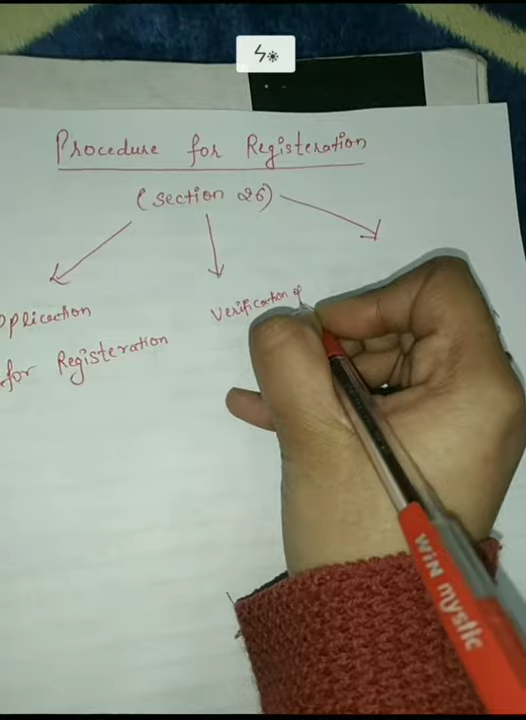 Procedure for Registeration
(Section 26)
pplication
for Registeration
Verification of
WIN mystic